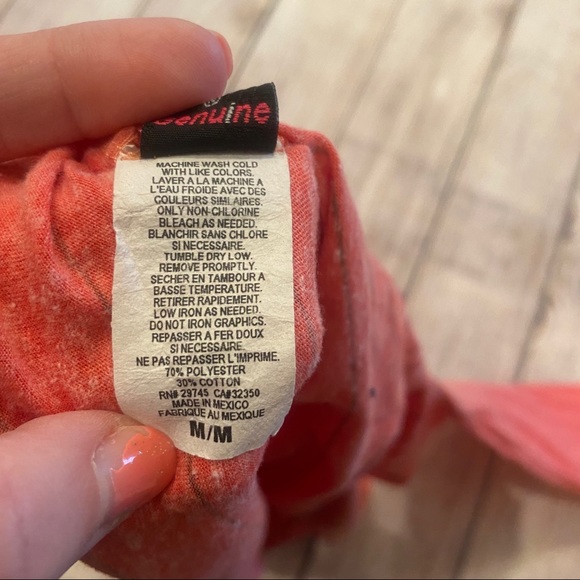 Genuine
MACHINE WASH COLD
WITH LIKE COLORS.
LAVER A LA MACHINE A
L'EAU FROIDE AVEC DES
COULEURS SIMILAIRES.
ONLY NON-CHLORINE
BLEACH AS NEEDED.
BLANCHIR SANS CHLORE
SI NECESSAIRE.
TUMBLE DRY LOW.
REMOVE PROMPTLY.
SECHER EN TAMBOUR A
BASSE TEMPERATURE.
RETIRER RAPIDEMENT.
LOW IRON AS NEEDED.
DO NOT IRON GRAPHICS.
REPASSER A FER DOUX
SI NECESSAIRE.
NE PAS REPASSER L'IMPRIME.
70% POLYESTER
30% COTTON
RN# 29745 CA#32350
MADE IN MEXICO
FABRIQUE AU MEXIQUE
M/M